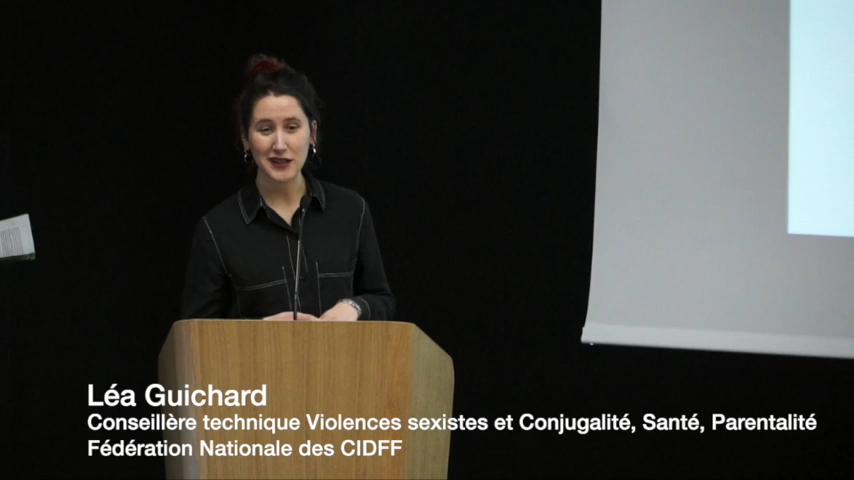 Léa Guichard
Conseillère technique Violences sexistes et Conjugalité, Santé, Parentalité
Fédération Nationale des CIDFF